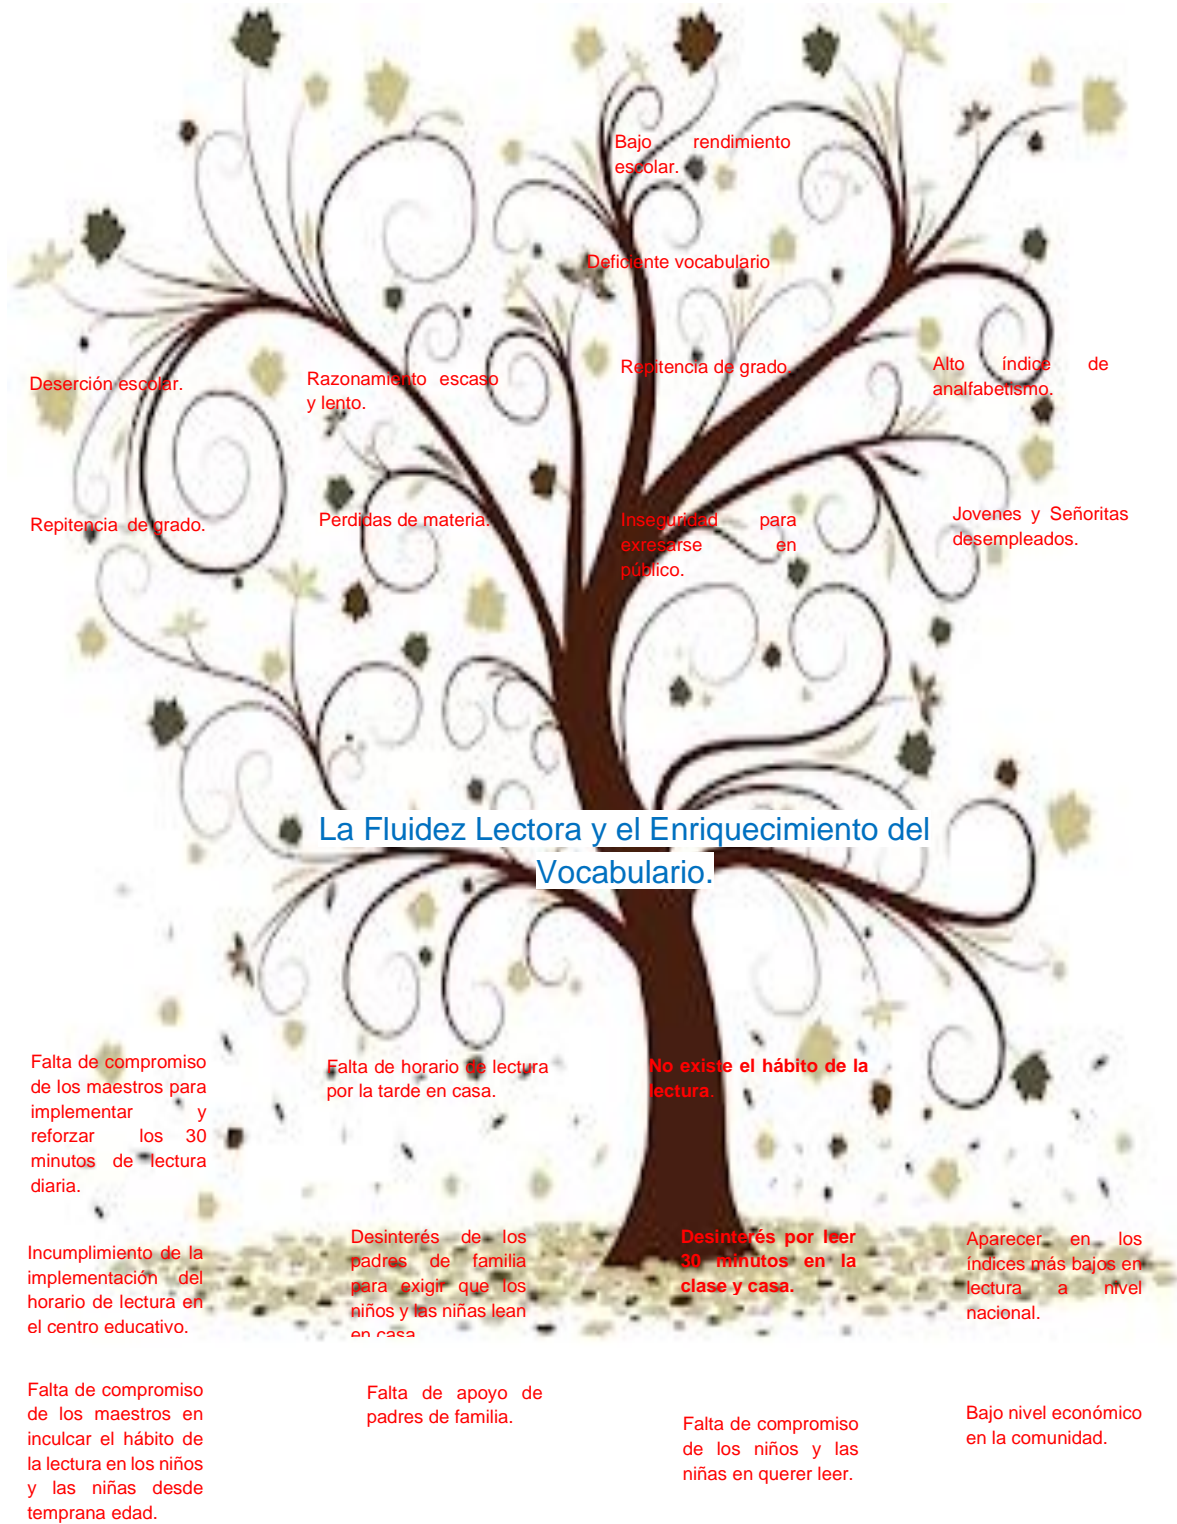 Bajo rendimiento
escolar.
Deficiente vocabulario
Deserción escolar.
Razonamiento escaso
y lento.
Repitencia de grado.
Alto índice de
analfabetismo.
Repitencia de grado.
Perdidas de materia.
Inseguridad para
exresarse en
público.
Jovenes y Señoritas
desempleados.
La Fluidez Lectora y el Enriquecimiento del
Vocabulario.
Falta de compromiso
de los maestros para
implementar y
reforzar los 30
minutos de lectura
diaria.
Falta de horario de lectura
por la tarde en casa.
No existe el hábito de la
lectura.
Incumplimiento de la
implementación del
horario de lectura en
el centro educativo.
Desinterés de los
padres de familia
para exigir que los
niños y las niñas lean
en casa
Desinterés por leer
30 minutos en la
clase y casa.
Aparecer en los
índices más bajos en
lectura a nivel
nacional.
Falta de compromiso
de los maestros en
inculcar el hábito de
la lectura en los niños
y las niñas desde
temprana edad.
Falta de apoyo de
padres de familia.
Falta de compromiso
de los niños y las
niñas en querer leer.
Bajo nivel económico
en la comunidad.